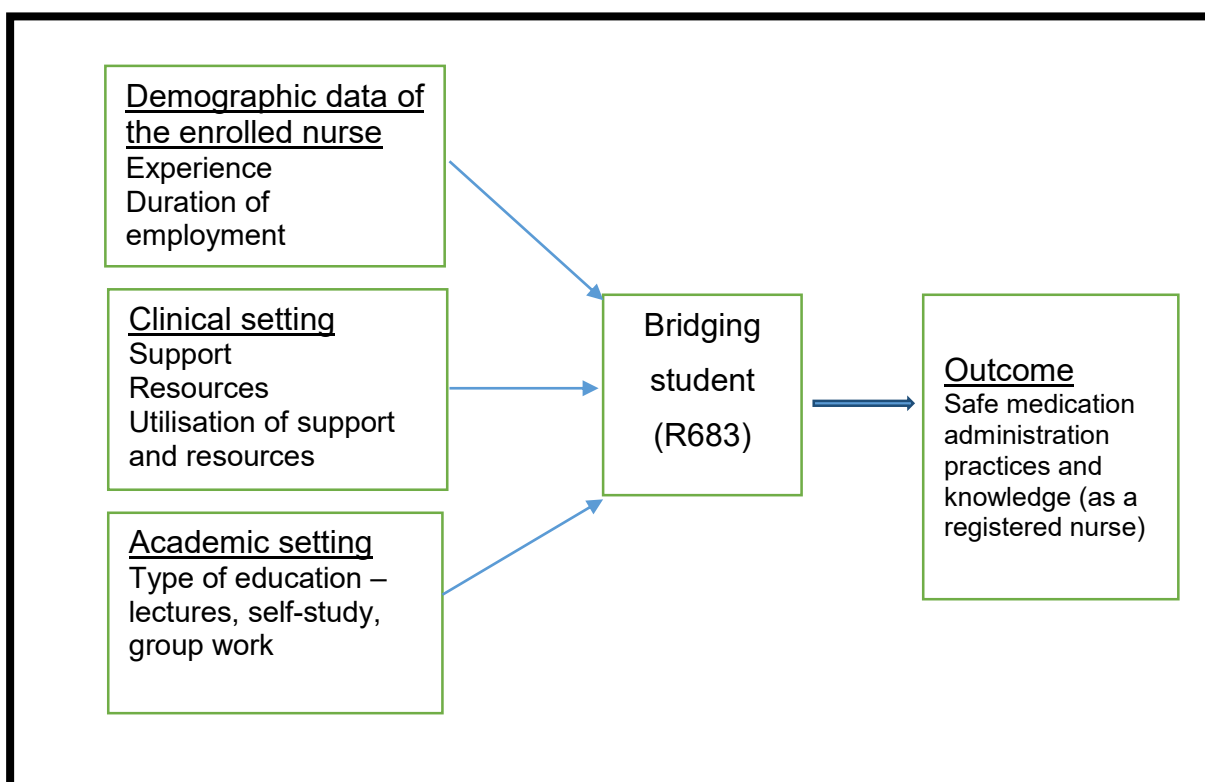 Demographic data of
the enrolled nurse
Experience
Duration of
employment
Clinical setting
Support
Resources
Utilisation of support
and resources
Academic setting
Type of education –
lectures, self-study,
group work
Bridging
student
(R683)
Outcome
Safe medication
administration
practices and
knowledge (as a
registered nurse)